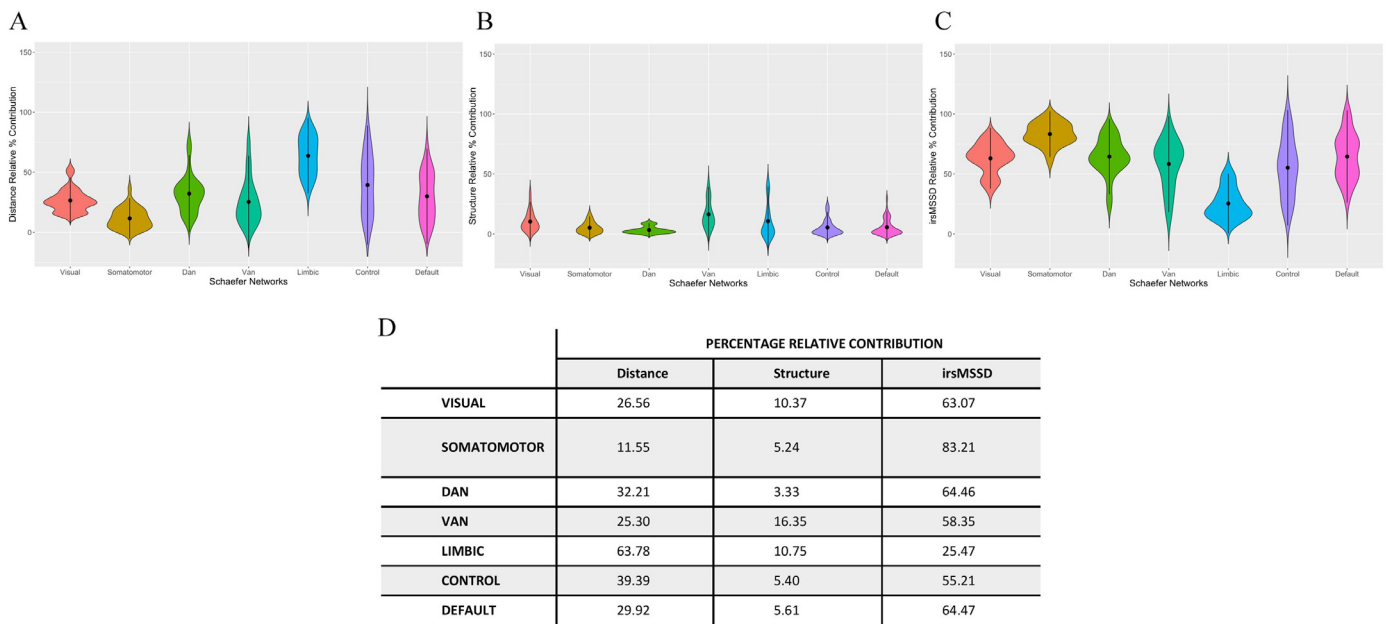 A
150
100
50
0
Distance Relative % Contribution
Visual Somatomotor Dan Van Limbic Control Default
Schaefer Networks
B
150
100
50
0
Structure Relative % Contribution
Visual Somatomotor Dan Van Limbic Control Default
Schaefer Networks
C
150
100
50
0
irsMSSD Relative % Contribution
Visual Somatomotor Dan Van Limbic Control Default
Schaefer Networks
D
PERCENTAGE RELATIVE CONTRIBUTION
Distance Structure irsMSSD
VISUAL 26.56 10.37 63.07
SOMATOMOTOR 11.55 5.24 83.21
DAN 32.21 3.33 64.46
VAN 25.30 16.35 58.35
LIMBIC 63.78 10.75 25.47
CONTROL 39.39 5.40 55.21
DEFAULT 29.92 5.61 64.47